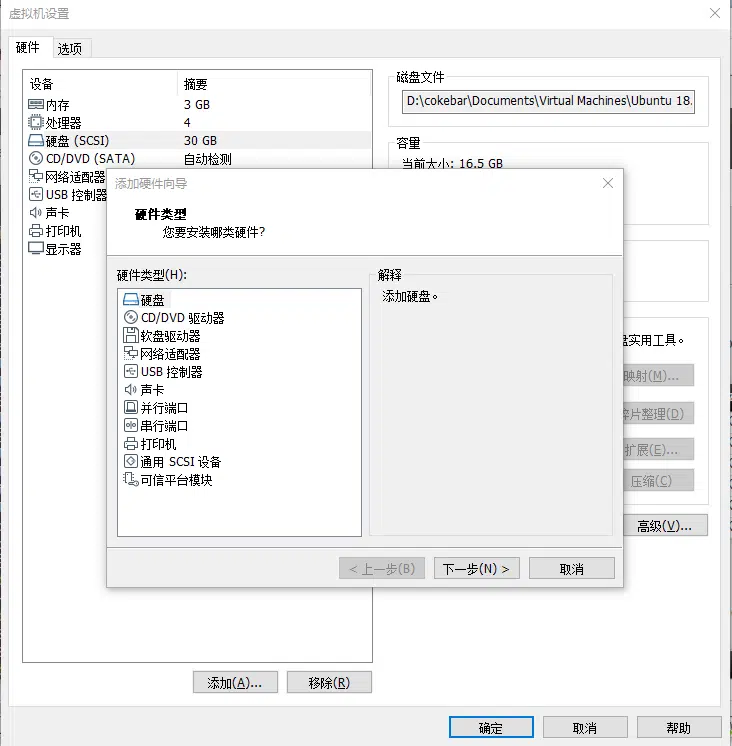 虚拟机设置
硬件 选项
设备 摘要
内存 3 GB
处理器 4
硬盘 (SCSI) 30 GB
CD/DVD (SATA) 自动检测
网络适配器
USB 控制器
声卡
打印机
显示器
磁盘文件
D:\cokebar\Documents\Virtual Machines\Ubuntu 18.
容量
当前大小: 16.5 GB
添加硬件向导
硬件类型
您要安装哪类硬件?
硬件类型(H):
硬盘
CD/DVD 驱动器
软盘驱动器
网络适配器
USB 控制器
声卡
并行端口
串行端口
打印机
通用 SCSI 设备
可信平台模块
解释
添加硬盘。
< 上一步(B) 下一步(N) > 取消
盘实用工具。
映射(M)...
碎片整理(D)
扩展(E)...
压缩(C)
高级(V)...
添加(A)... 移除(R)
确定 取消 帮助